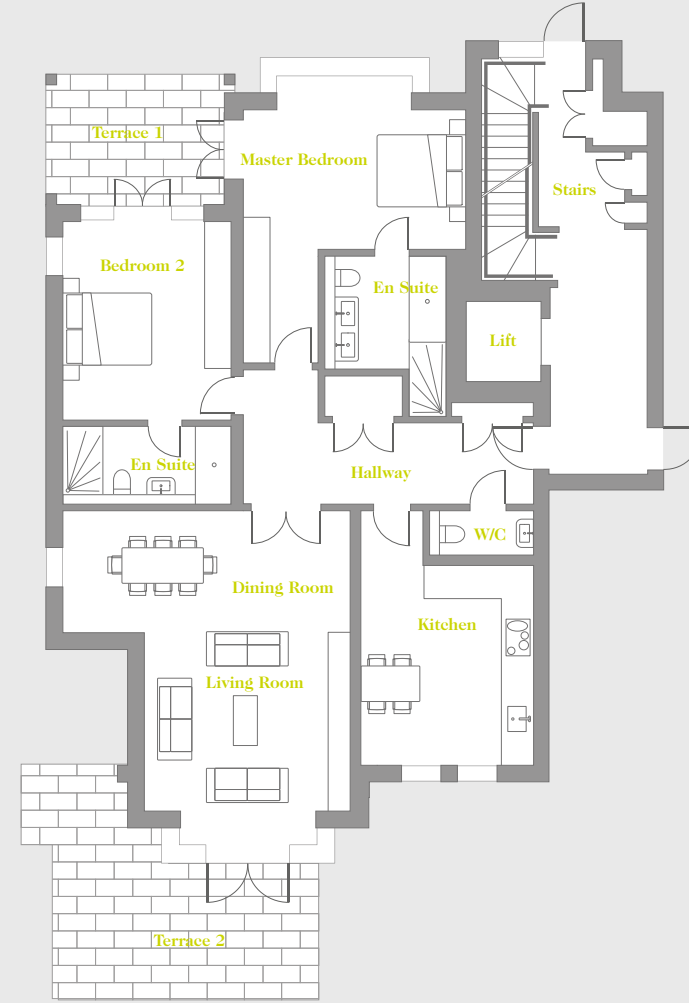 Terrace 1
Master Bedroom
Stairs
Bedroom 2
En Suite
Lift
En Suite
Hallway
W/C
Dining Room
Kitchen
Living Room
Terrace 2